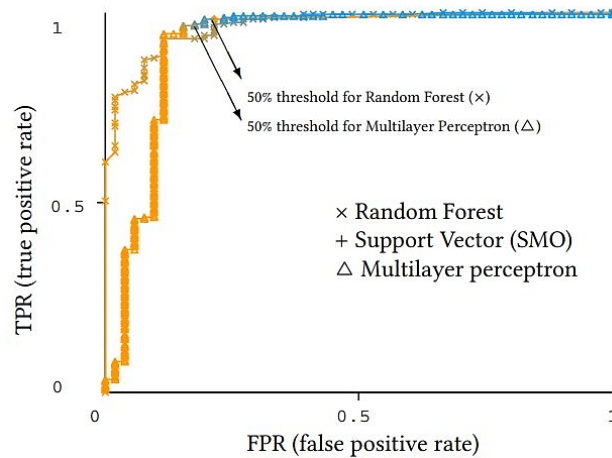 1
50% threshold for Random Forest (×)
50% threshold for Multilayer Perceptron (△)
TPR (true positive rate)
0.5
× Random Forest
+ Support Vector (SMO)
△ Multilayer perceptron
0
0
0.5
1
FPR (false positive rate)